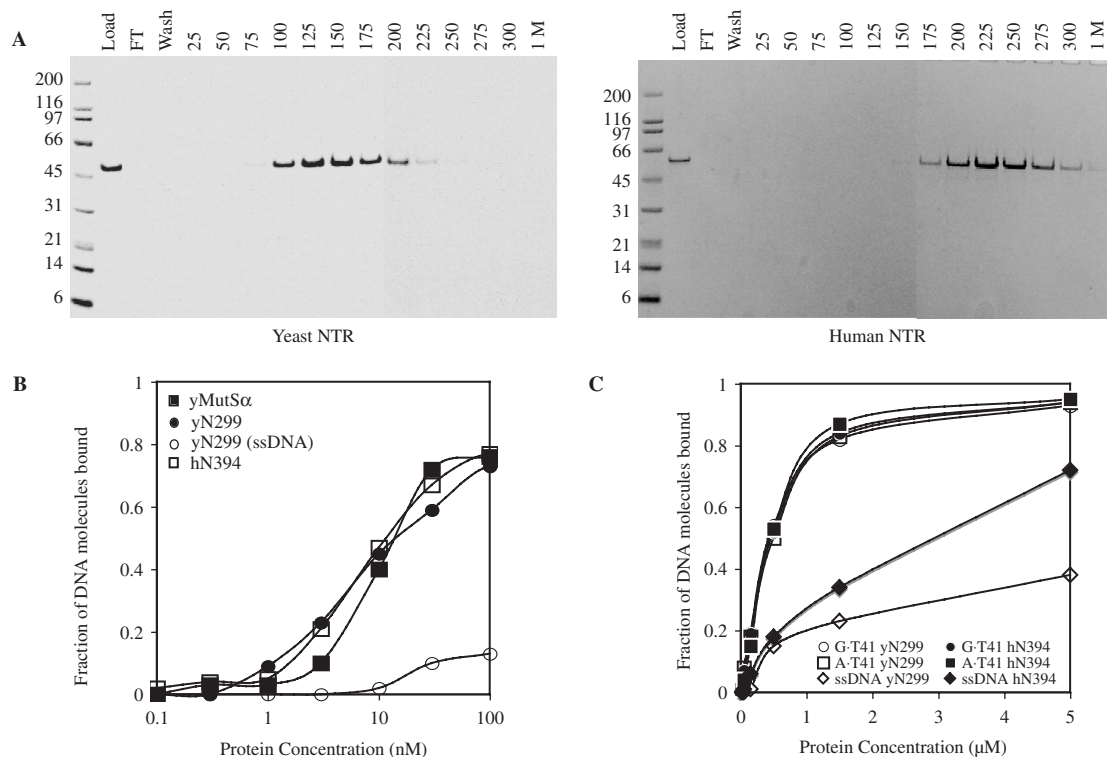 A
Load FT Wash 25 50 75 100 125 150 175 200 225 250 275 300 1 M
200
116
97
66
45
31
21
14
6
Yeast NTR
Load FT Wash 25 50 75 100 125 150 175 200 225 250 275 300 1 M
200
116
97
66
45
31
21
14
6
Human NTR
B
Fraction of DNA molecules bound
1
0.8
0.6
0.4
0.2
0
yMutSα
yN299
yN299 (ssDNA)
hN394
0.1 1 10 100
Protein Concentration (nM)
C
Fraction of DNA molecules bound
1
0.8
0.6
0.4
0.2
0
G·T41 yN299 G·T41 hN394
A·T41 yN299 A·T41 hN394
ssDNA yN299 ssDNA hN394
0 1 2 3 4 5
Protein Concentration (μM)